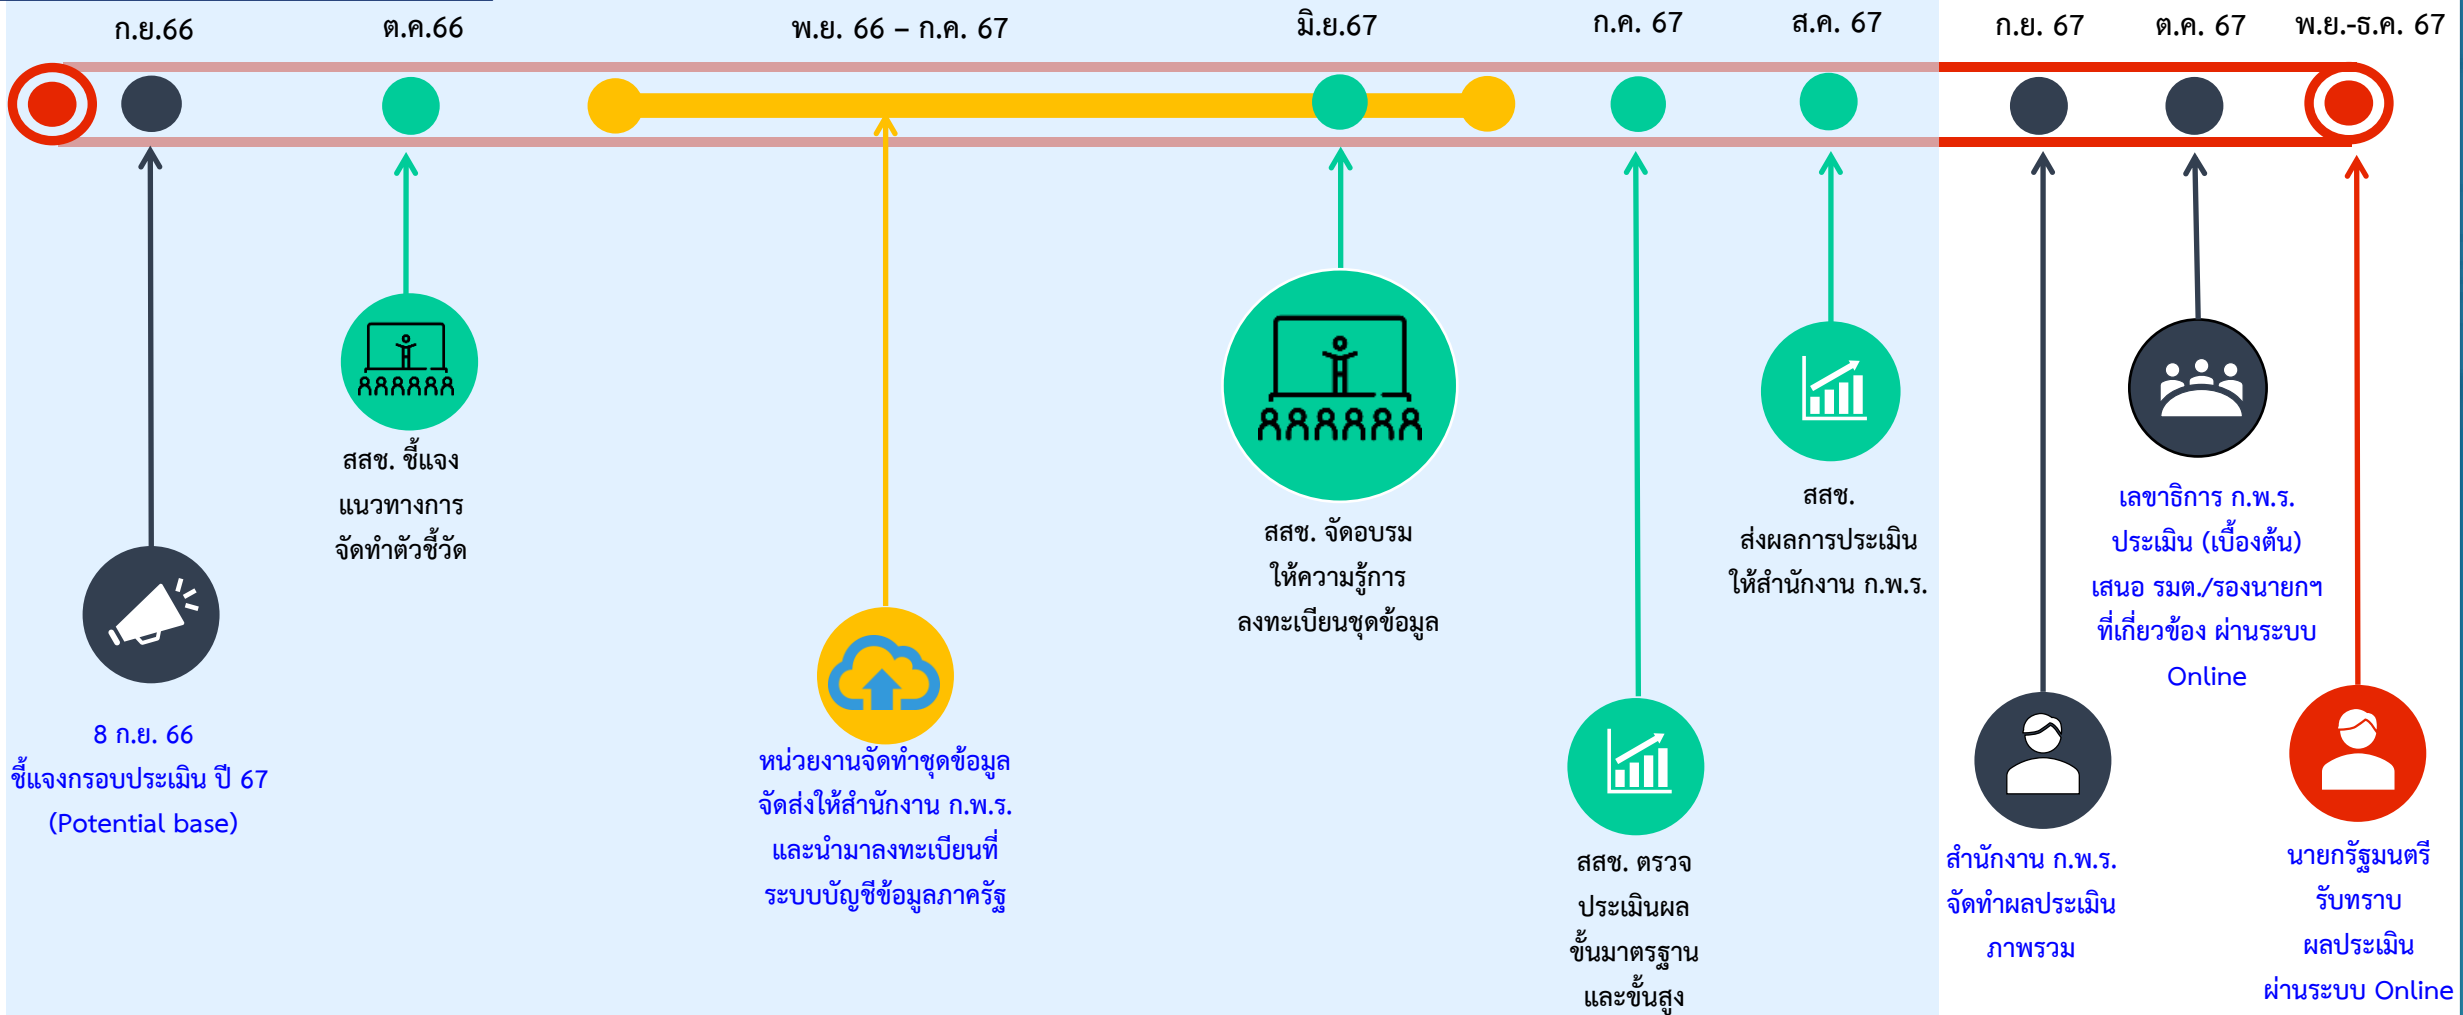 ก.ย.66
ต.ค.66
พ.ย. 66 – ก.ค. 67
มิ.ย.67
ก.ค. 67
ส.ค. 67
ก.ย. 67
ต.ค. 67
พ.ย.-ธ.ค. 67
8 ก.ย. 66
ชี้แจงกรอบประเมิน ปี 67
(Potential base)
สสช. ชี้แจง
แนวทางการ
จัดทำตัวชี้วัด
หน่วยงานจัดทำชุดข้อมูล
จัดส่งให้สำนักงาน ก.พ.ร.
และนำมาลงทะเบียนที่
ระบบบัญชีข้อมูลภาครัฐ
สสช. จัดอบรม
ให้ความรู้การ
ลงทะเบียนชุดข้อมูล
สสช. ตรวจ
ประเมินผล
ขั้นมาตรฐาน
และขั้นสูง
สสช.
ส่งผลการประเมิน
ให้สำนักงาน ก.พ.ร.
สำนักงาน ก.พ.ร.
จัดทำผลประเมิน
ภาพรวม
เลขาธิการ ก.พ.ร.
ประเมิน (เบื้องต้น)
เสนอ รมต./รองนายกฯ
ที่เกี่ยวข้อง ผ่านระบบ
Online
นายกรัฐมนตรี
รับทราบ
ผลประเมิน
ผ่านระบบ Online